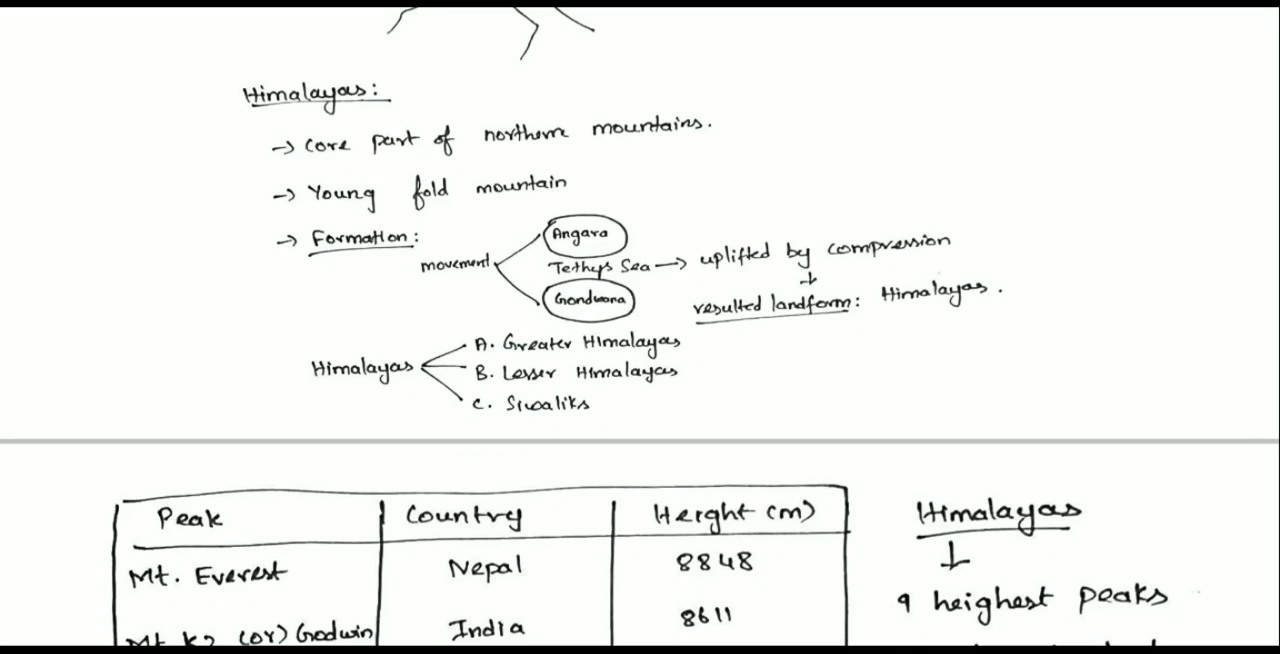 Himalayas:
→ core part of northern mountains.
→ Young fold mountain
→ Formation:
movement
Angara
Tethys Sea → uplifted by compression
Gondwana
resulted landform: Himalayas.
Himalayas
A. Greater Himalayas
B. Lesser Himalayas
C. Siwaliks
Peak Country Height (m)
Mt. Everest Nepal 8848
Mt K2 (or) Godwin India 8611
Himalayas
9 heighest peaks